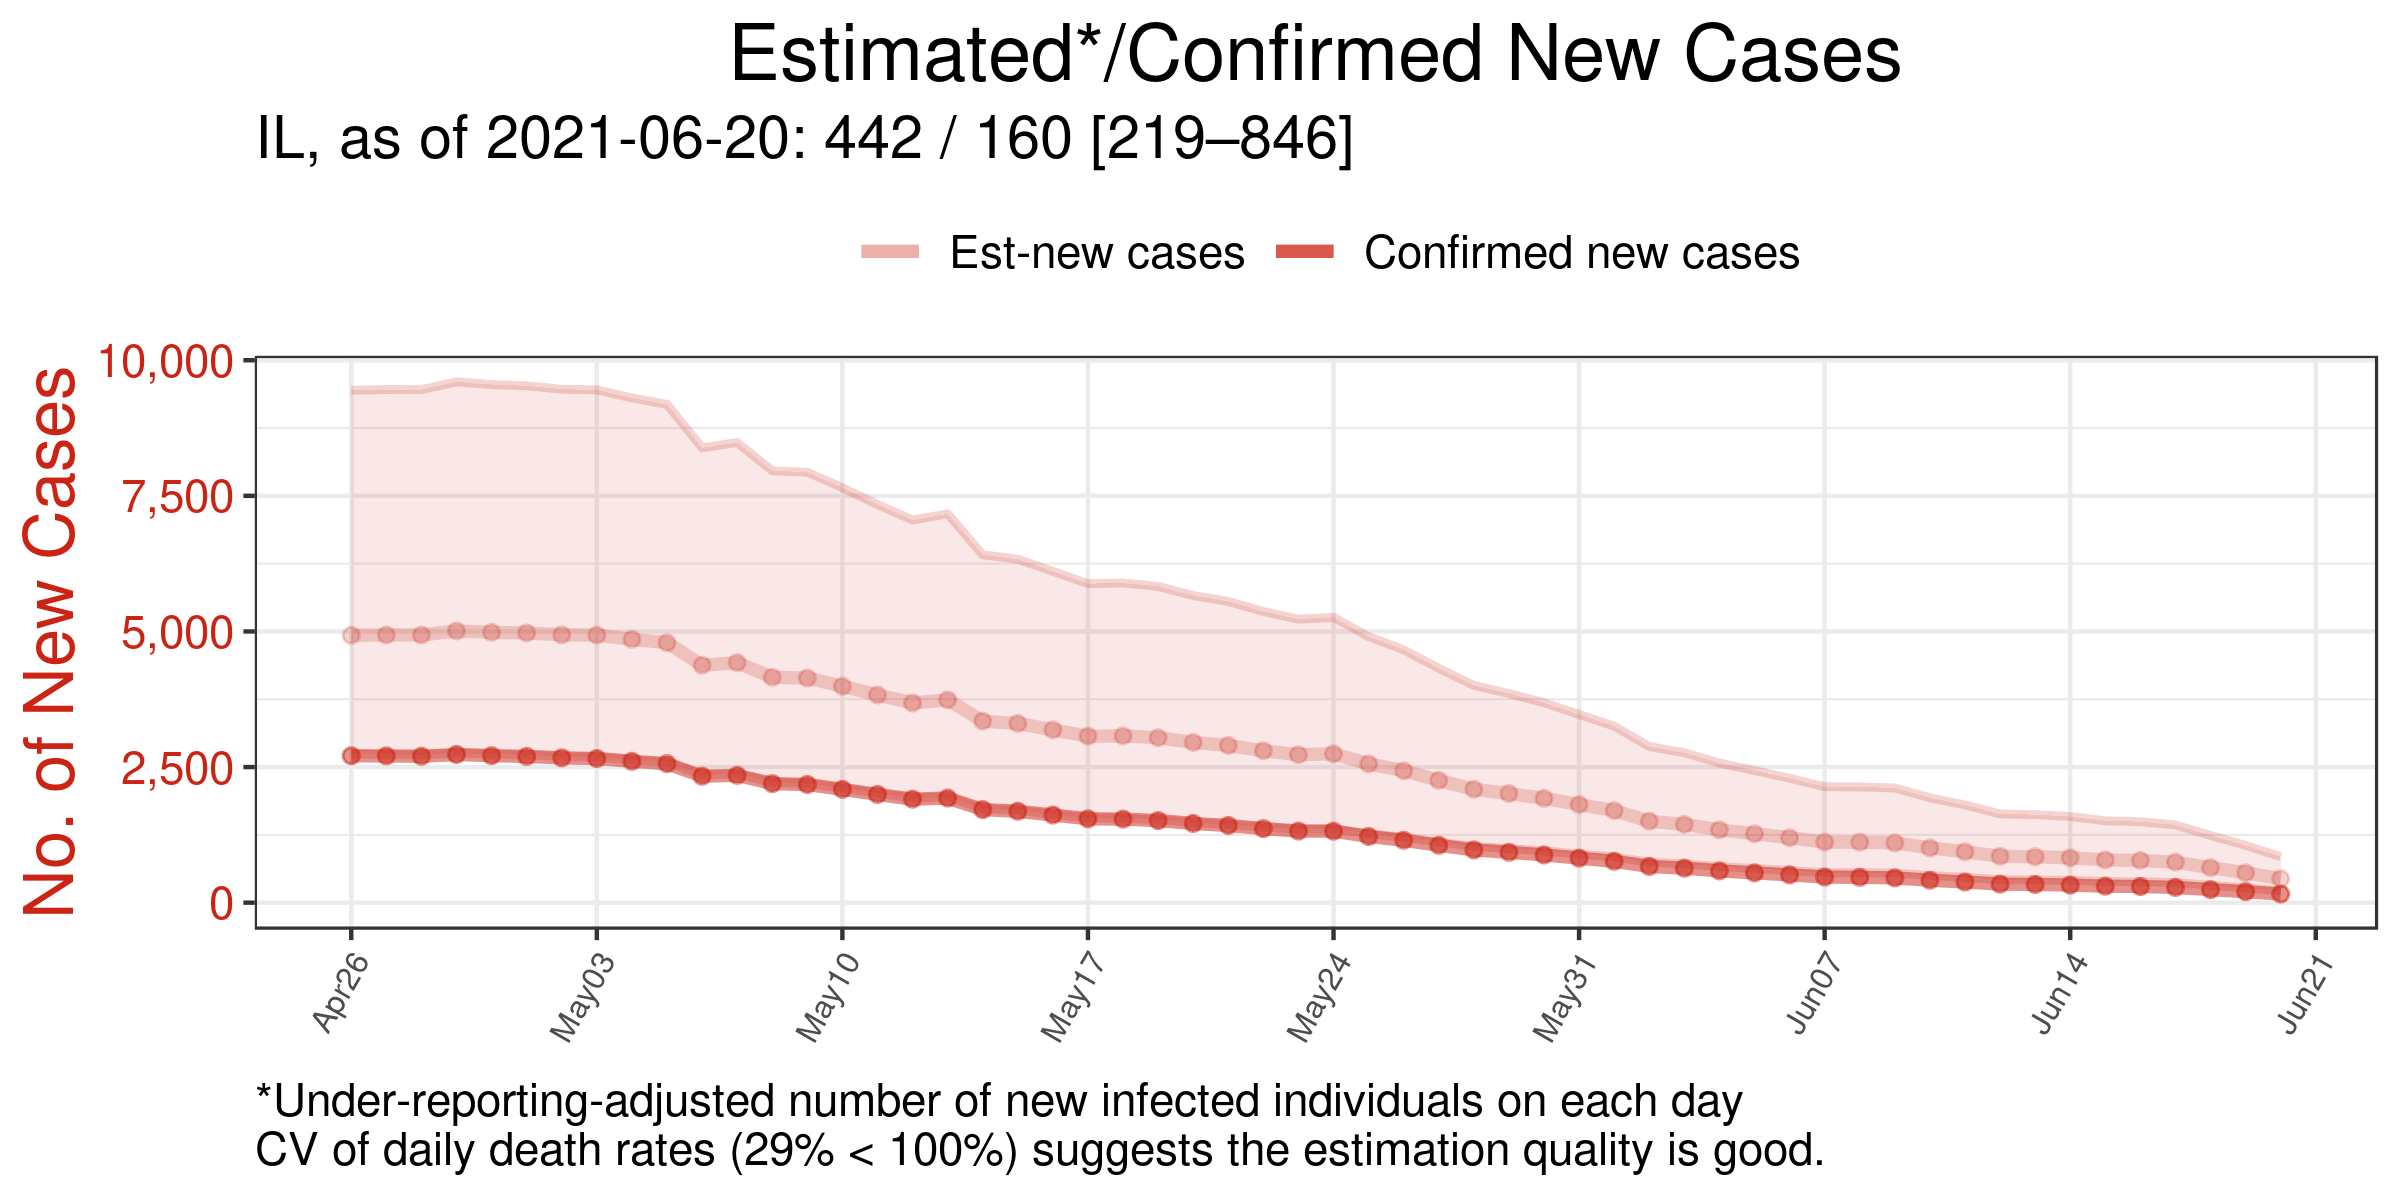 Estimated*/Confirmed New Cases
IL, as of 2021-06-20: 442 / 160 [219–846]
Est-new cases
Confirmed new cases
No. of New Cases
10,000
7,500
5,000
2,500
0
Apr26
May03
May10
May17
May24
May31
Jun07
Jun14
Jun21
*Under-reporting-adjusted number of new infected individuals on each day
CV of daily death rates (29% < 100%) suggests the estimation quality is good.